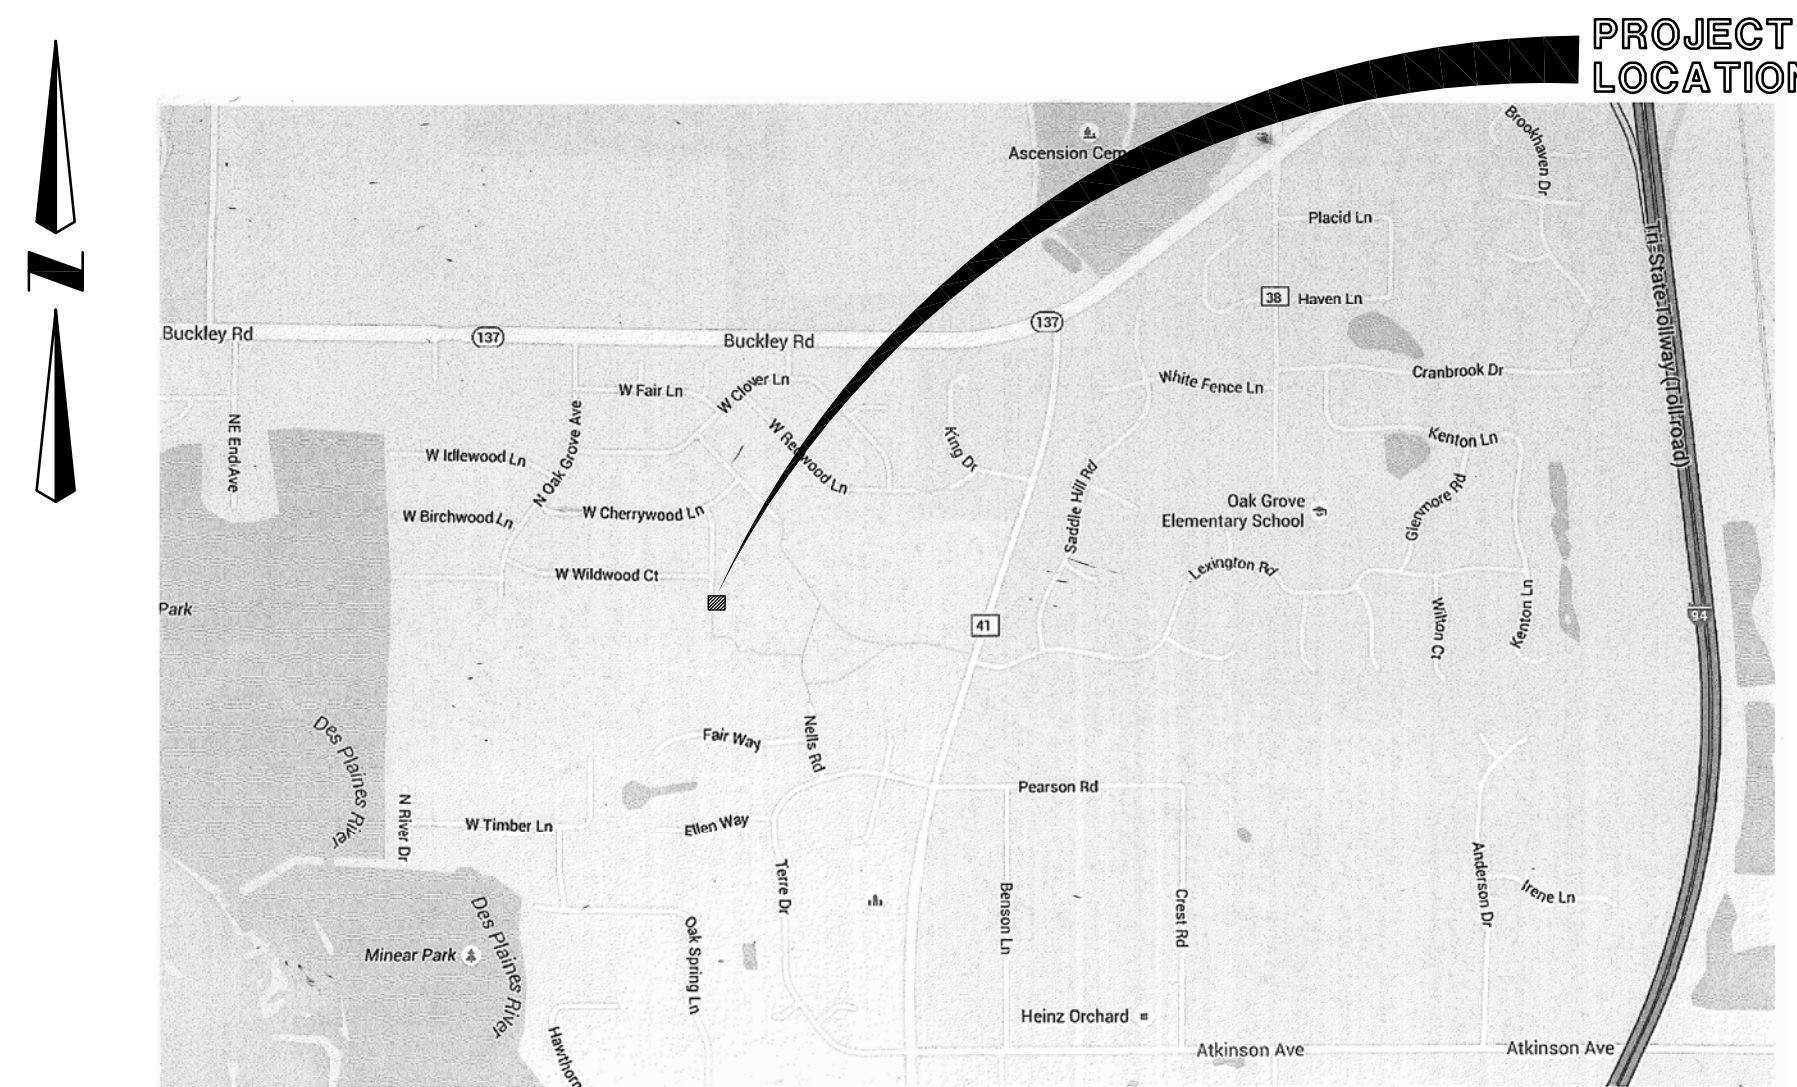 PROJECT
LOCATION
N
Ascension Cem
Brookhaven Dr
Placid Ln
38
Haven Ln
Tri-State Tollway (Toll road)
Buckley Rd
137
Buckley Rd
137
W Fair Ln
W Clover Ln
White Fence Ln
Cranbrook Dr
NE End Ave
N Oak Grove Ave
W Redwood Ln
King Dr
Kenton Ln
W Idlewood Ln
Saddle Hill Rd
Glenmore Rd
W Birchwood Ln
W Cherrywood Ln
Oak Grove
Elementary School
W Wildwood Ct
Lexington Rd
Park
41
Wilton Ct
Kenton Ln
94
Des Plaines River
Fair Way
Nells Rd
Pearson Rd
N River Dr
W Timber Ln
Ellen Way
Terre Dr
Benson Ln
Crest Rd
Anderson Dr
Irene Ln
Minear Park
Des Plaines River
Oak Spring Ln
Heinz Orchard
Hawthorn
Atkinson Ave
Atkinson Ave